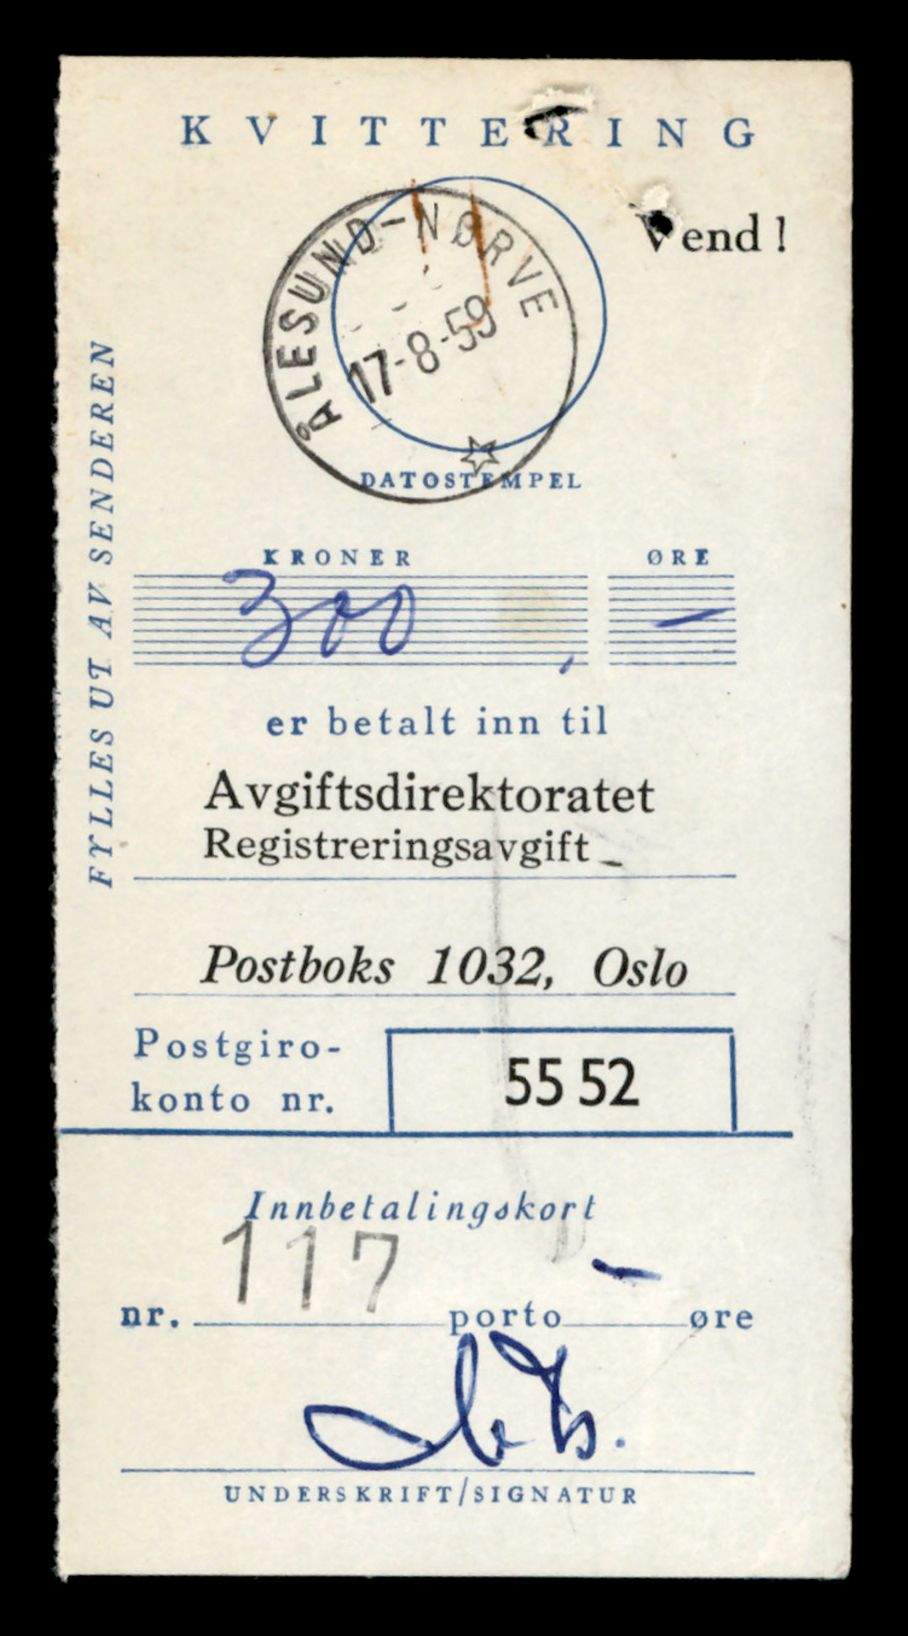 KVITTERING
Vend!
ÅLESUND-NØRVE
17-8-59
DATOSTEMPEL
FYLLES UT AV SENDEREN
KRONER ØRE
300, —
er betalt inn til
Avgiftsdirektoratet
Registreringsavgift
Postboks 1032, Oslo
Postgiro-
konto nr.
55 52
Innbetalingskort
nr. 117 porto — øre
UNDERSKRIFT/SIGNATUR